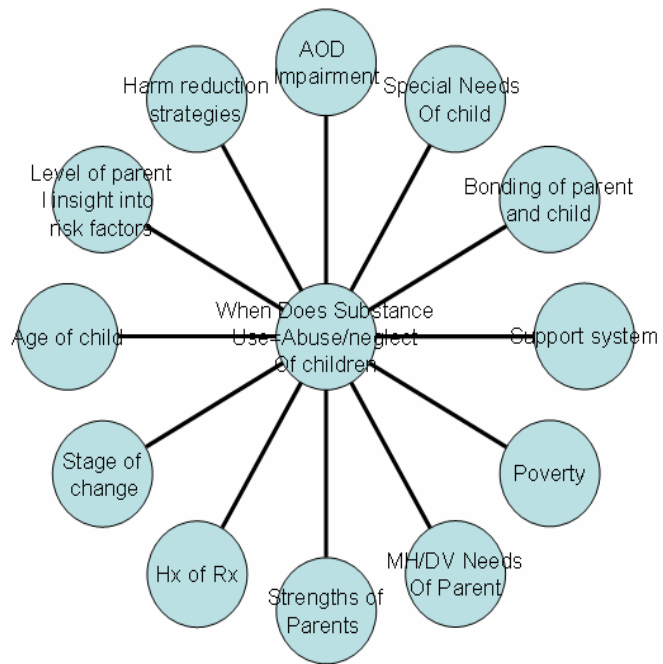 AOD
Impairment
Special Needs
Of child
Bonding of parent
and child
Support system
Poverty
MH/DV Needs
Of Parent
Strengths of
Parents
Hx of Rx
Stage of
change
Age of child
Level of parent
l insight into
risk factors
Harm reduction
strategies
When Does Substance
Use=Abuse/neglect
Of children